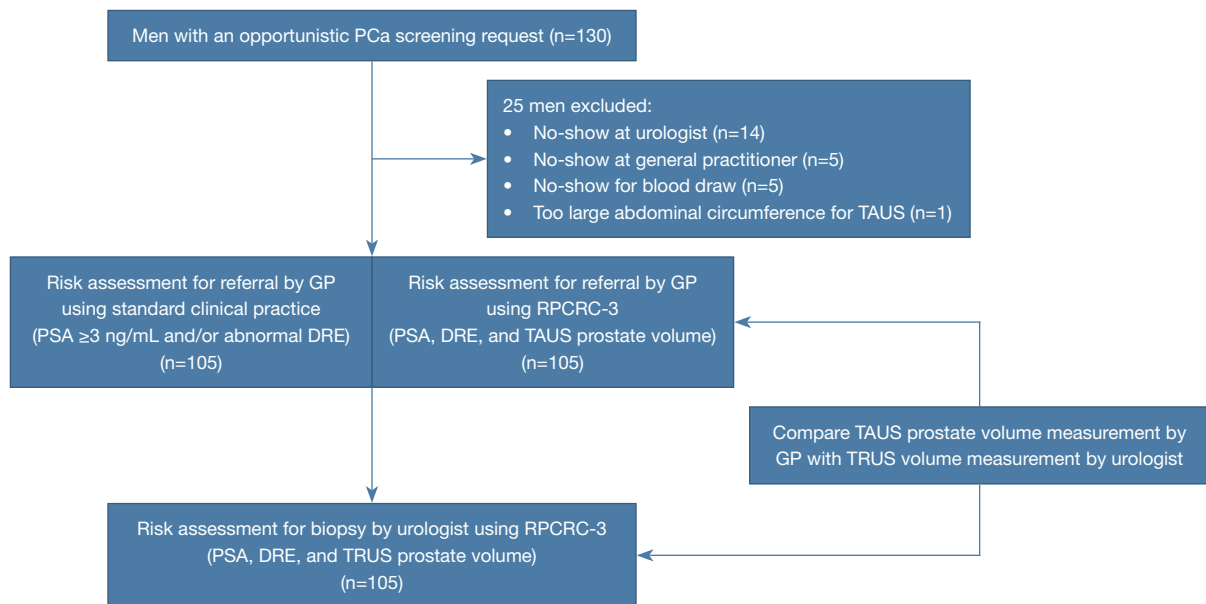 Men with an opportunistic PCa screening request (n=130)
25 men excluded:
• No-show at urologist (n=14)
• No-show at general practitioner (n=5)
• No-show for blood draw (n=5)
• Too large abdominal circumference for TAUS (n=1)
Risk assessment for referral by GP
using standard clinical practice
(PSA ≥3 ng/mL and/or abnormal DRE)
(n=105)
Risk assessment for referral by GP
using RPCRC-3
(PSA, DRE, and TAUS prostate volume)
(n=105)
Compare TAUS prostate volume measurement by
GP with TRUS volume measurement by urologist
Risk assessment for biopsy by urologist using RPCRC-3
(PSA, DRE, and TRUS prostate volume)
(n=105)